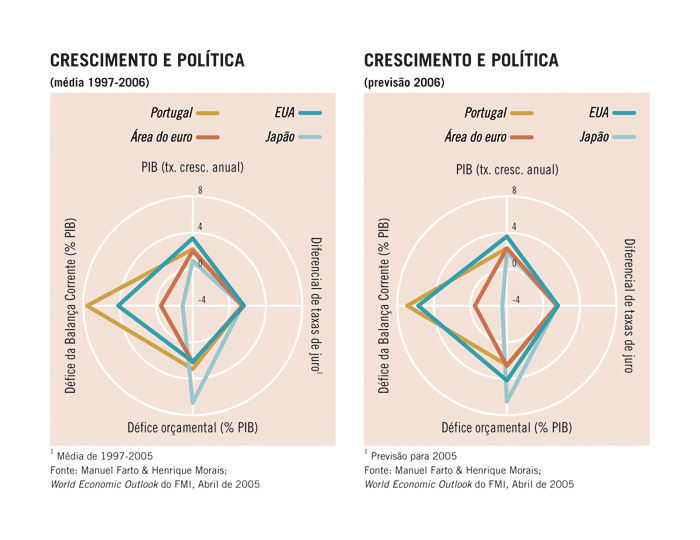 CRESCIMENTO E POLÍTICA
(média 1997-2006)
Portugal
EUA
Área do euro
Japão
PIB (tx. cresc. anual)
8
4
0
-4
Défice da Balança Corrente (% PIB)
Diferencial de taxas de juro¹
Défice orçamental (% PIB)
¹ Média de 1997-2005
Fonte: Manuel Farto & Henrique Morais;
World Economic Outlook do FMI, Abril de 2005
CRESCIMENTO E POLÍTICA
(previsão 2006)
Portugal
EUA
Área do euro
Japão
PIB (tx. cresc. anual)
8
4
0
-4
Défice da Balança Corrente (% PIB)
Diferencial de taxas de juro
Défice orçamental (% PIB)
¹ Previsão para 2005
Fonte: Manuel Farto & Henrique Morais;
World Economic Outlook do FMI, Abril de 2005